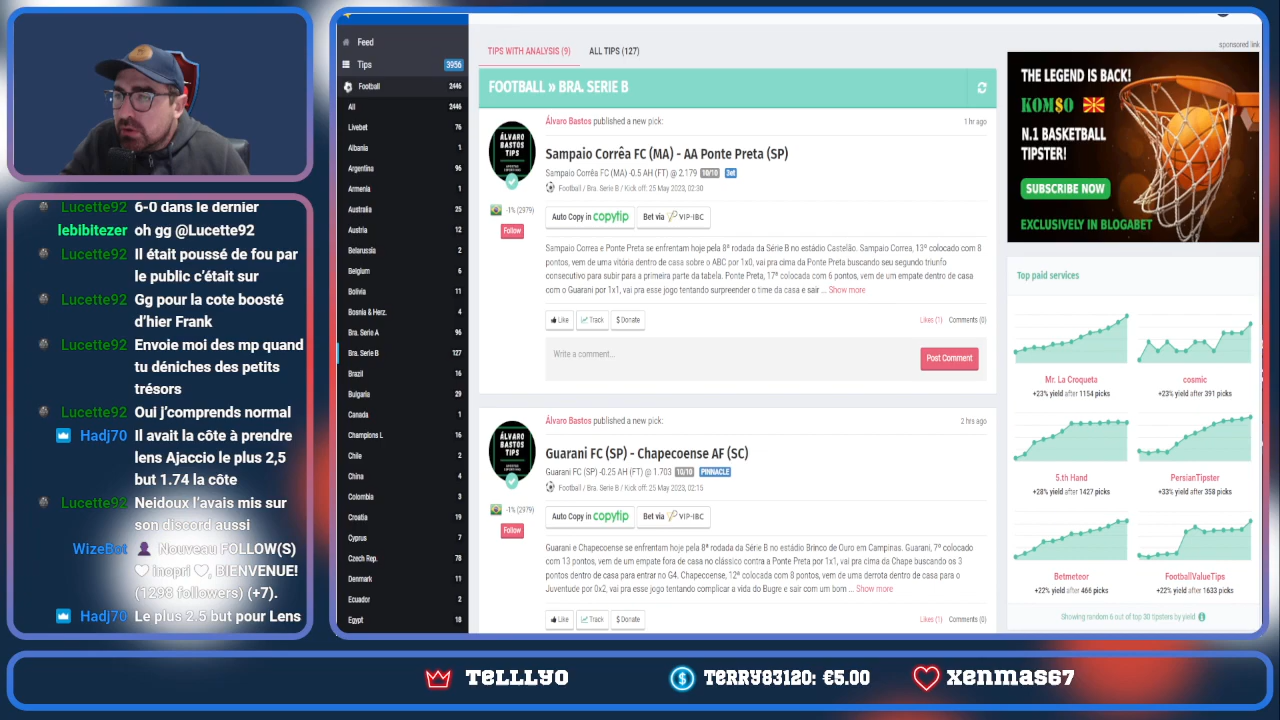 Lucette92 6-0 dans le dernier
lebibitezer oh gg @Lucette92
Lucette92 Il était poussé de fou par
le public c'était sur
Lucette92 Gg pour la cote boosté
d'hier Frank
Lucette92 Envoie moi des mp quand
tu déniches des petits
trésors
Lucette92 Oui j'comprends normal
Hadj70 Il avait la côte à prendre
lens Ajaccio le plus 2,5
but 1.74 la côte
Lucette92 Neidoux l'avais mis sur
son discord aussi
WizeBot Nouveau FOLLOW(S)
inopri, BIENVENUE!
(1298 followers) (+7).
Hadj70 Le plus 2.5 but pour Lens
Feed
Tips 3956
Football 2446
All 2446
Livebet 76
Albania 1
Argentina 96
Armenia 1
Australia 25
Austria 12
Belarussia 2
Belgium 6
Bolivia 11
Bosnia & Herz. 4
Bra. Serie A 96
Bra. Serie B 127
Brazil 16
Bulgaria 29
Canada 1
Champions L 16
Chile 2
China 4
Colombia 3
Croatia 19
Cyprus 7
Czech Rep. 78
Denmark 11
Ecuador 2
Egypt 18
TIPS WITH ANALYSIS (9) ALL TIPS (127)
FOOTBALL » BRA. SERIE B
ÁLVARO
BASTOS
TIPS
Álvaro Bastos published a new pick: 1 hr ago
Sampaio Corrêa FC (MA) - AA Ponte Preta (SP)
Sampaio Corrêa FC (MA) -0.5 AH (FT) @ 2.179 10/10 3et
Football / Bra. Serie B / Kick off: 25 May 2023, 02:30
-1% (2979)
Follow
Auto Copy in copytip Bet via VIP-IBC
Sampaio Correa e Ponte Preta se enfrentam hoje pela 8ª rodada da Série B no estádio Castelão. Sampaio Correa, 13º colocado com 8
pontos, vem de uma vitória dentro de casa sobre o ABC por 1x0, vai pra cima da Ponte Preta buscando seu segundo triunfo
consecutivo para subir para a primeira parte da tabela. Ponte Preta, 17º colocada com 6 pontos, vem de um empate dentro de casa
com o Guarani por 1x1, vai pra esse jogo tentando surpreender o time da casa e sair ... Show more
Like Track $ Donate Likes (1) Comments (0)
Write a comment... Post Comment
ÁLVARO
BASTOS
TIPS
Álvaro Bastos published a new pick: 2 hrs ago
Guarani FC (SP) - Chapecoense AF (SC)
Guarani FC (SP) -0.25 AH (FT) @ 1.703 10/10 PINNACLE
Football / Bra. Serie B / Kick off: 25 May 2023, 02:15
-1% (2979)
Follow
Auto Copy in copytip Bet via VIP-IBC
Guarani e Chapecoense se enfrentam hoje pela 8ª rodada da Série B no estádio Brinco de Ouro em Campinas. Guarani, 7º colocado
com 13 pontos, vem de um empate fora de casa no clássico contra a Ponte Preta por 1x1, vai pra cima da Chape buscando os 3
pontos dentro de casa para entrar no G4. Chapecoense, 12º colocada com 8 pontos, vem de uma derrota dentro de casa para o
Juventude por 0x2, vai pra esse jogo tentando complicar a vida do Bugre e sair com um bom ... Show more
Like Track $ Donate Likes (1) Comments (0)
sponsored link
THE LEGEND IS BACK!
KOM$O
N.1 BASKETBALL
TIPSTER!
SUBSCRIBE NOW
EXCLUSIVELY IN BLOGABET
Top paid services
Mr. La Croqueta cosmic
+23% yield after 1154 picks +23% yield after 391 picks
5.th Hand PersianTipster
+28% yield after 1427 picks +33% yield after 358 picks
Betmeteor FootballValueTips
+22% yield after 466 picks +22% yield after 1633 picks
Showing random 6 out of top 30 tipsters by yield
TELLLYO TERRY83120: €5.00 XENMAS67